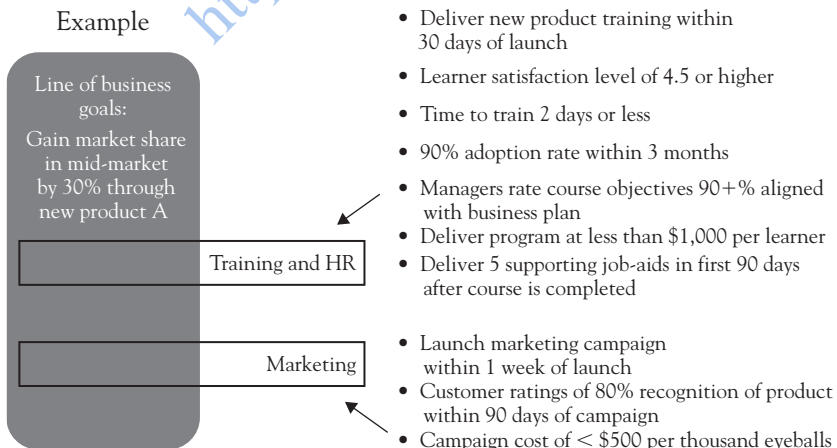 Example
Line of business
goals:
Gain market share
in mid-market
by 30% through
new product A
Training and HR
Marketing
• Deliver new product training within
30 days of launch
• Learner satisfaction level of 4.5 or higher
• Time to train 2 days or less
• 90% adoption rate within 3 months
• Managers rate course objectives 90+% aligned
with business plan
• Deliver program at less than $1,000 per learner
• Deliver 5 supporting job-aids in first 90 days
after course is completed
• Launch marketing campaign
within 1 week of launch
• Customer ratings of 80% recognition of product
within 90 days of campaign
• Campaign cost of < $500 per thousand eyeballs